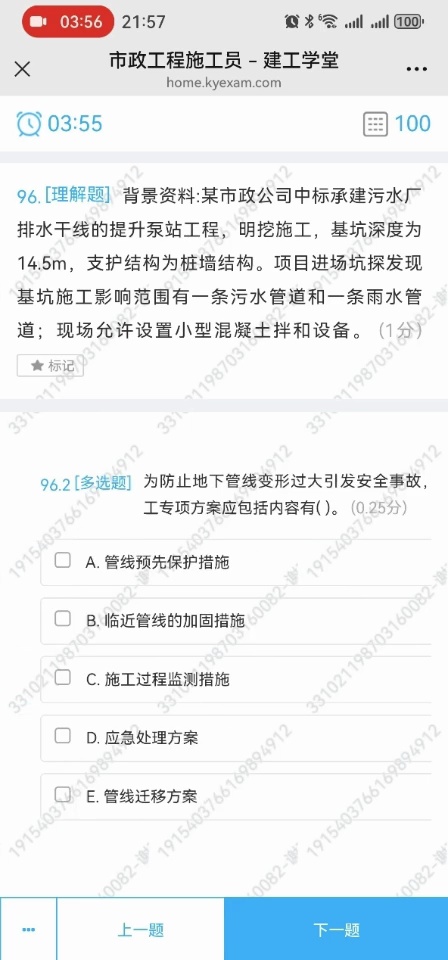 03:56 21:57 100
市政工程施工员 - 建工学堂
home.kyexam.com
03:55 100
96. [理解题] 背景资料:某市政公司中标承建污水厂
排水干线的提升泵站工程，明挖施工，基坑深度为
14.5m，支护结构为桩墙结构。项目进场坑探发现
基坑施工影响范围有一条污水管道和一条雨水管
道；现场允许设置小型混凝土拌和设备。(1分)
★ 标记
96.2 [多选题] 为防止地下管线变形过大引发安全事故，
工专项方案应包括内容有( )。(0.25分)
A. 管线预先保护措施
B. 临近管线的加固措施
C. 施工过程监测措施
D. 应急处理方案
E. 管线迁移方案
上一题 下一题